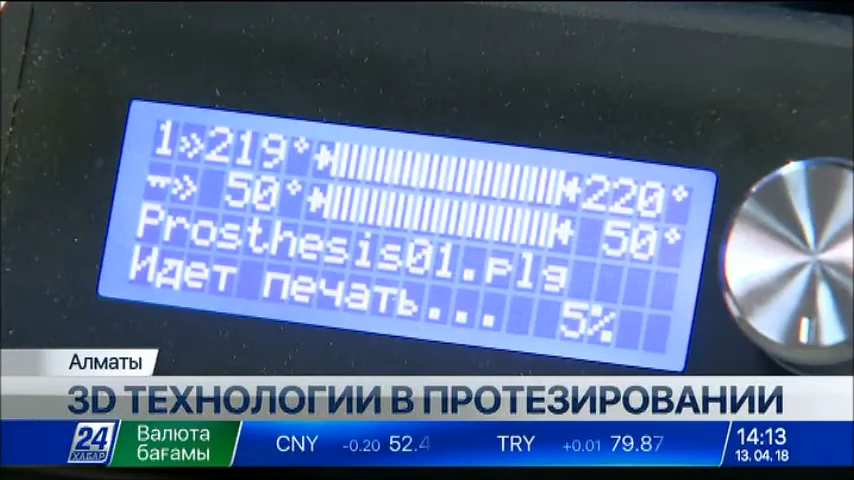 1»219° 220°
» 50° 50°
Prosthesis01.plg
Идет печать... 5%
Алматы
3D ТЕХНОЛОГИИ В ПРОТЕЗИРОВАНИИ
24 ХАБАР Валюта бағамы CNY -0.20 52.4 TRY +0.01 79.87 14:13 13.04.18